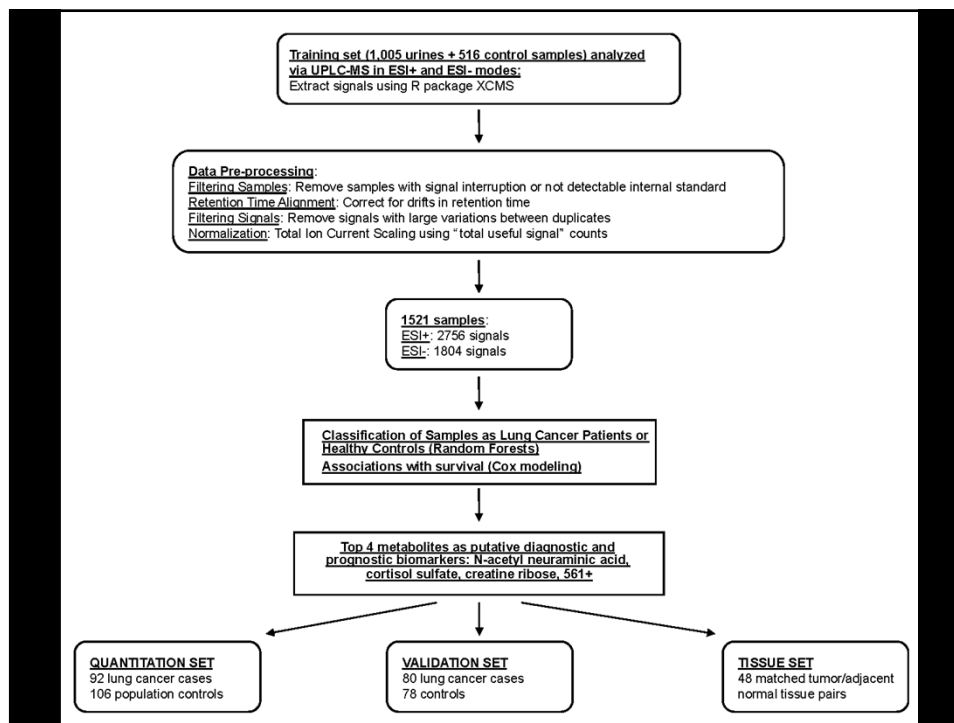 Training set (1,005 urines + 516 control samples) analyzed
via UPLC-MS in ESI+ and ESI- modes:
Extract signals using R package XCMS
Data Pre-processing:
Filtering Samples: Remove samples with signal interruption or not detectable internal standard
Retention Time Alignment: Correct for drifts in retention time
Filtering Signals: Remove signals with large variations between duplicates
Normalization: Total Ion Current Scaling using "total useful signal" counts
1521 samples:
ESI+: 2756 signals
ESI-: 1804 signals
Classification of Samples as Lung Cancer Patients or
Healthy Controls (Random Forests)
Associations with survival (Cox modeling)
Top 4 metabolites as putative diagnostic and
prognostic biomarkers: N-acetyl neuraminic acid,
cortisol sulfate, creatine ribose, 561+
QUANTITATION SET
92 lung cancer cases
106 population controls
VALIDATION SET
80 lung cancer cases
78 controls
TISSUE SET
48 matched tumor/adjacent
normal tissue pairs